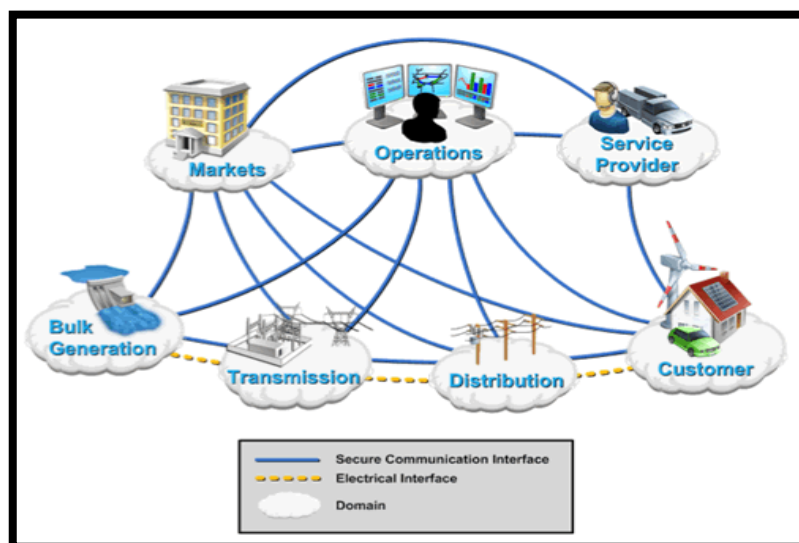 Markets
Operations
Service
Provider
Bulk
Generation
Transmission
Distribution
Customer
Secure Communication Interface
Electrical Interface
Domain